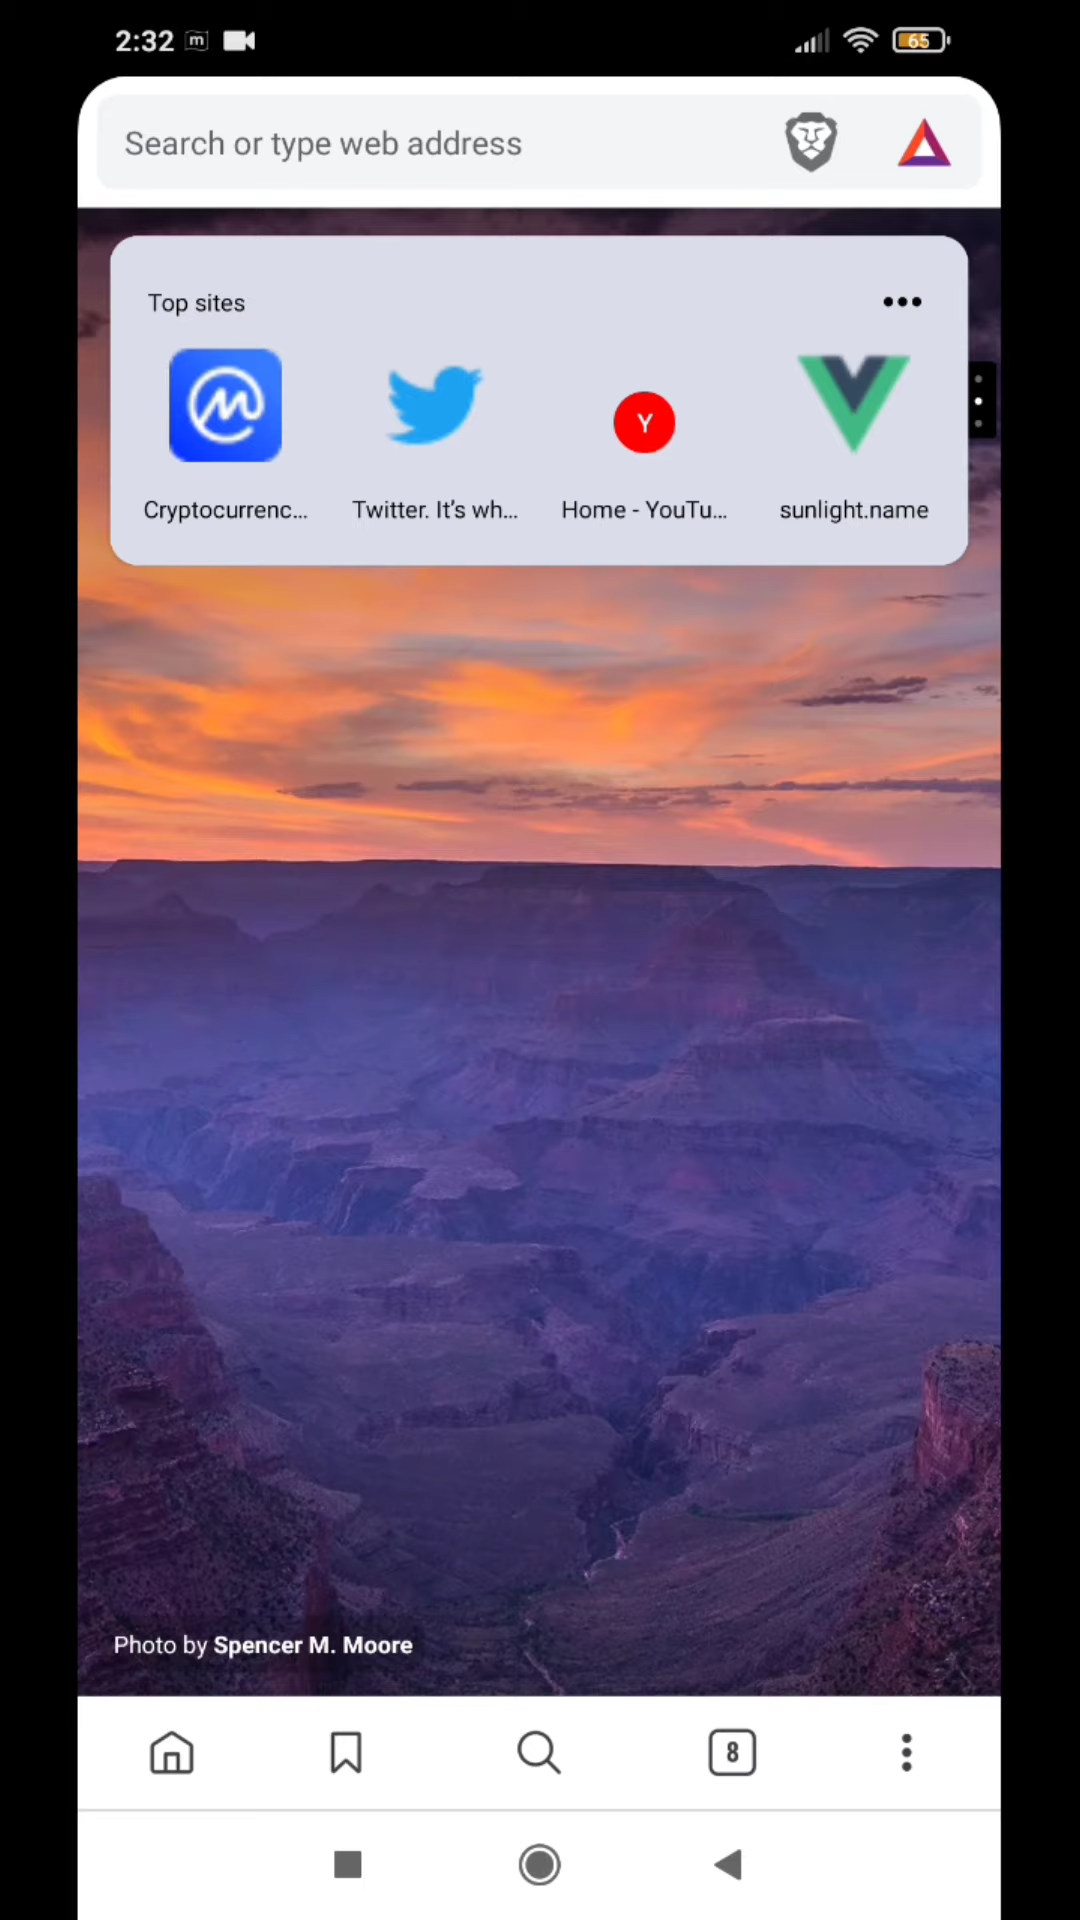 2:32
65
Search or type web address
Top sites
Y
Cryptocurrenc...
Twitter. It’s wh...
Home - YouTu...
sunlight.name
Photo by Spencer M. Moore
8